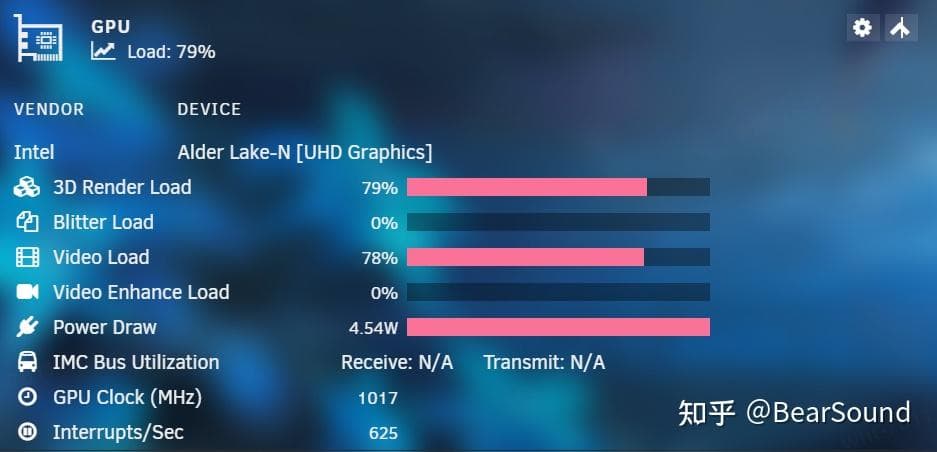 GPU
Load: 79%
VENDOR DEVICE
Intel Alder Lake-N [UHD Graphics]
3D Render Load 79%
Blitter Load 0%
Video Load 78%
Video Enhance Load 0%
Power Draw 4.54W
IMC Bus Utilization Receive: N/A Transmit: N/A
GPU Clock (MHz) 1017
Interrupts/Sec 625
知乎 @BearSound